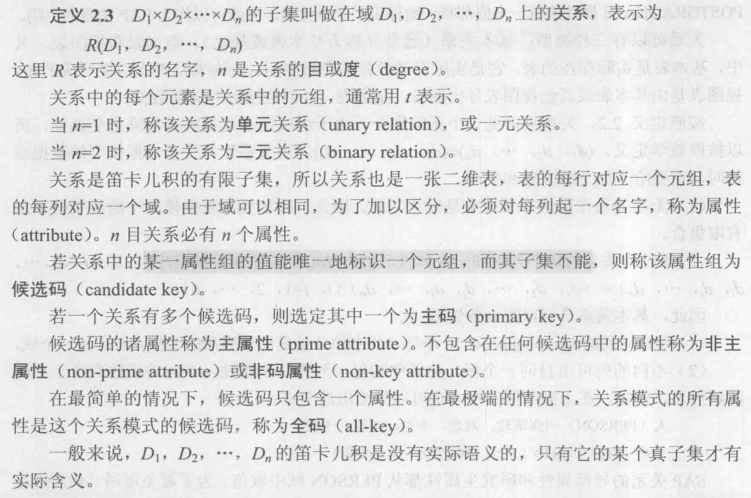 定义 2.3 D₁×D₂×···×Dₙ的子集叫做在域 D₁，D₂，…，Dₙ上的关系，表示为
R(D₁，D₂，…，Dₙ)
这里 R 表示关系的名字，n 是关系的目或度（degree）。
关系中的每个元素是关系中的元组，通常用 t 表示。
当 n=1 时，称该关系为单元关系（unary relation），或一元关系。
当 n=2 时，称该关系为二元关系（binary relation）。
关系是笛卡儿积的有限子集，所以关系也是一张二维表，表的每行对应一个元组，表
的每列对应一个域。由于域可以相同，为了加以区分，必须对每列起一个名字，称为属性
（attribute）。n 目关系必有 n 个属性。
若关系中的某一属性组的值能唯一地标识一个元组，而其子集不能，则称该属性组为
候选码（candidate key）。
若一个关系有多个候选码，则选定其中一个为主码（primary key）。
候选码的诸属性称为主属性（prime attribute）。不包含在任何候选码中的属性称为非主
属性（non-prime attribute）或非码属性（non-key attribute）。
在最简单的情况下，候选码只包含一个属性。在最极端的情况下，关系模式的所有属
性是这个关系模式的候选码，称为全码（all-key）。
一般来说，D₁，D₂，…，Dₙ的笛卡儿积是没有实际语义的，只有它的某个真子集才有
实际含义。